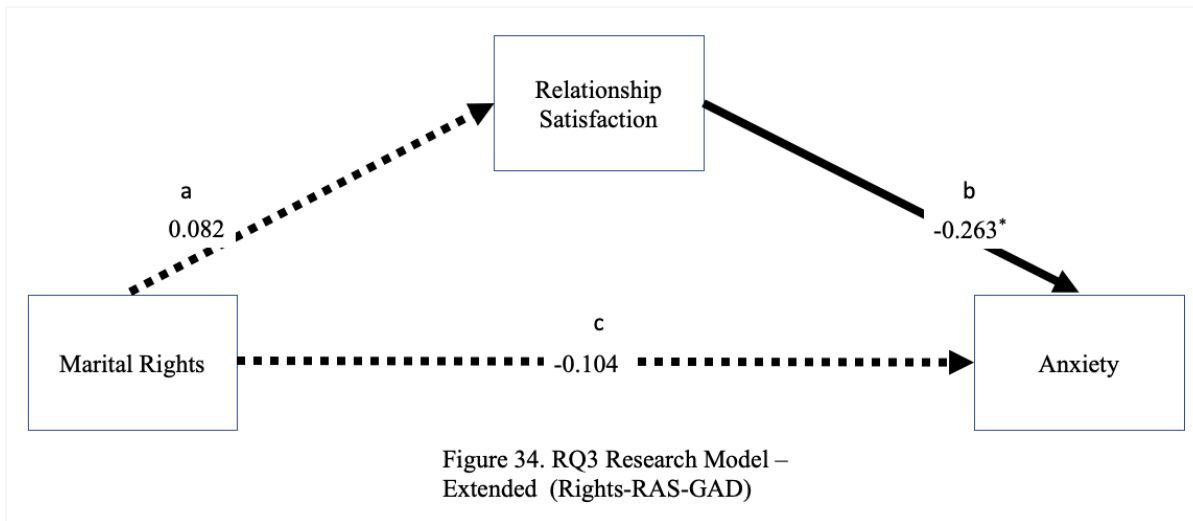 Relationship
Satisfaction
a
0.082
b
-0.263*
Marital Rights
c
-0.104
Anxiety
Figure 34. RQ3 Research Model –
Extended (Rights-RAS-GAD)